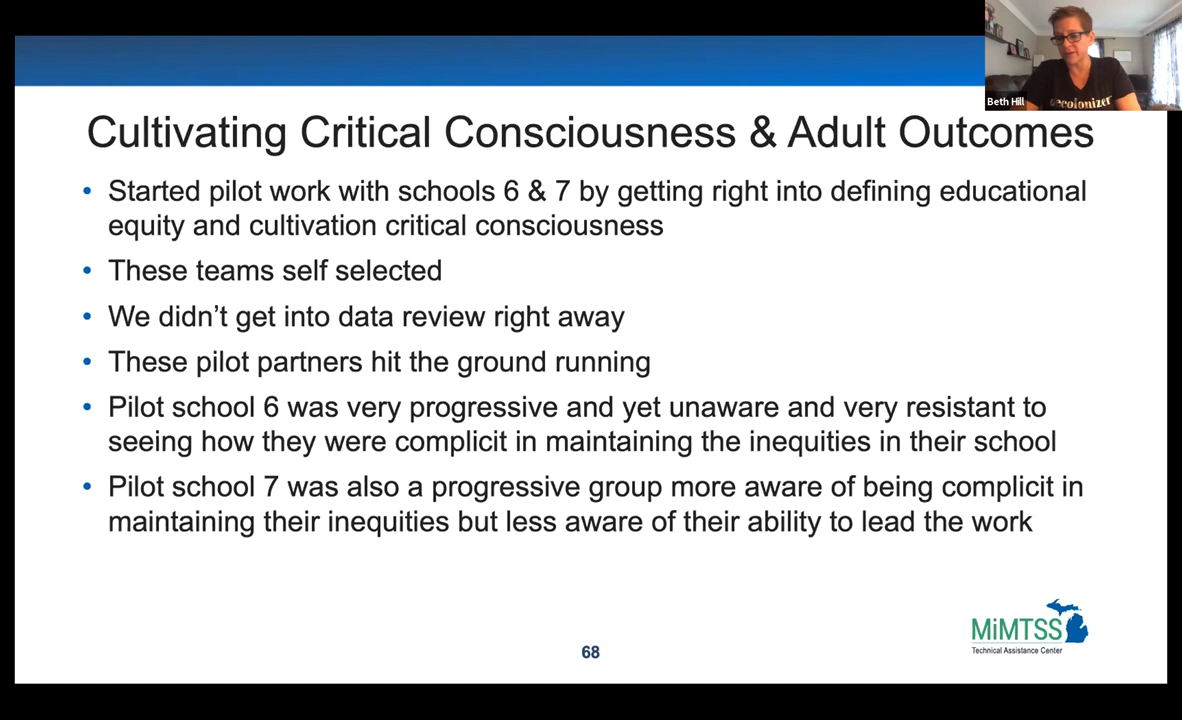 Beth Hill
ecolonizer
Cultivating Critical Consciousness & Adult Outcomes
• Started pilot work with schools 6 & 7 by getting right into defining educational
equity and cultivation critical consciousness
• These teams self selected
• We didn’t get into data review right away
• These pilot partners hit the ground running
• Pilot school 6 was very progressive and yet unaware and very resistant to
seeing how they were complicit in maintaining the inequities in their school
• Pilot school 7 was also a progressive group more aware of being complicit in
maintaining their inequities but less aware of their ability to lead the work
MiMTSS
Technical Assistance Center
68